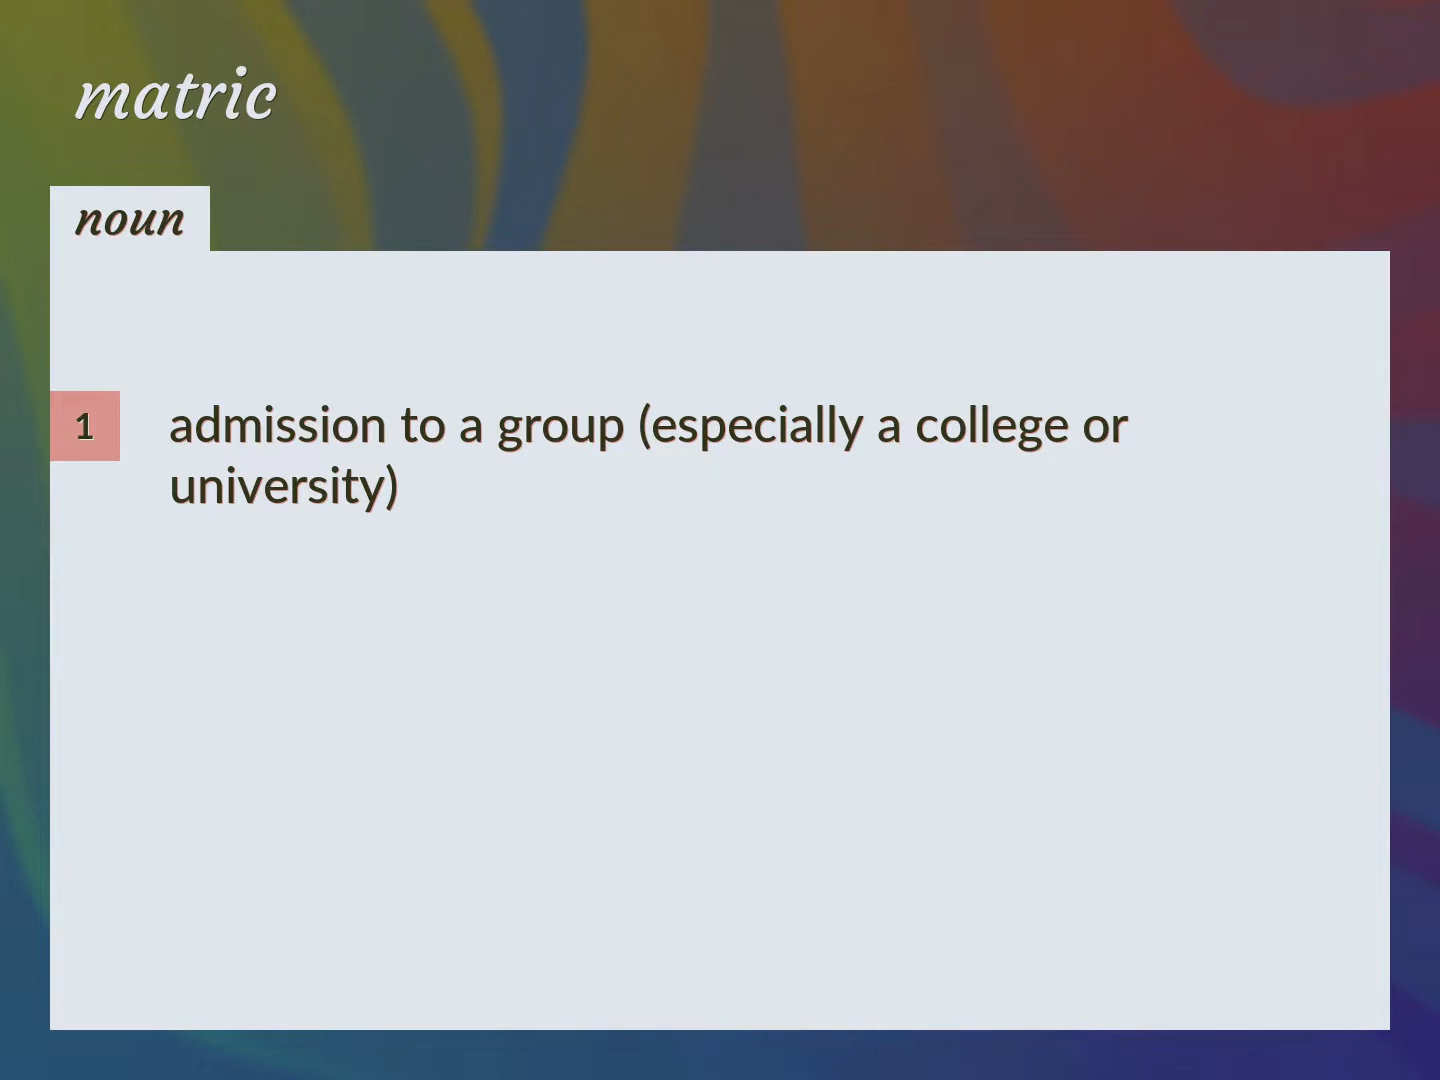 matric
noun
1 admission to a group (especially a college or
university)